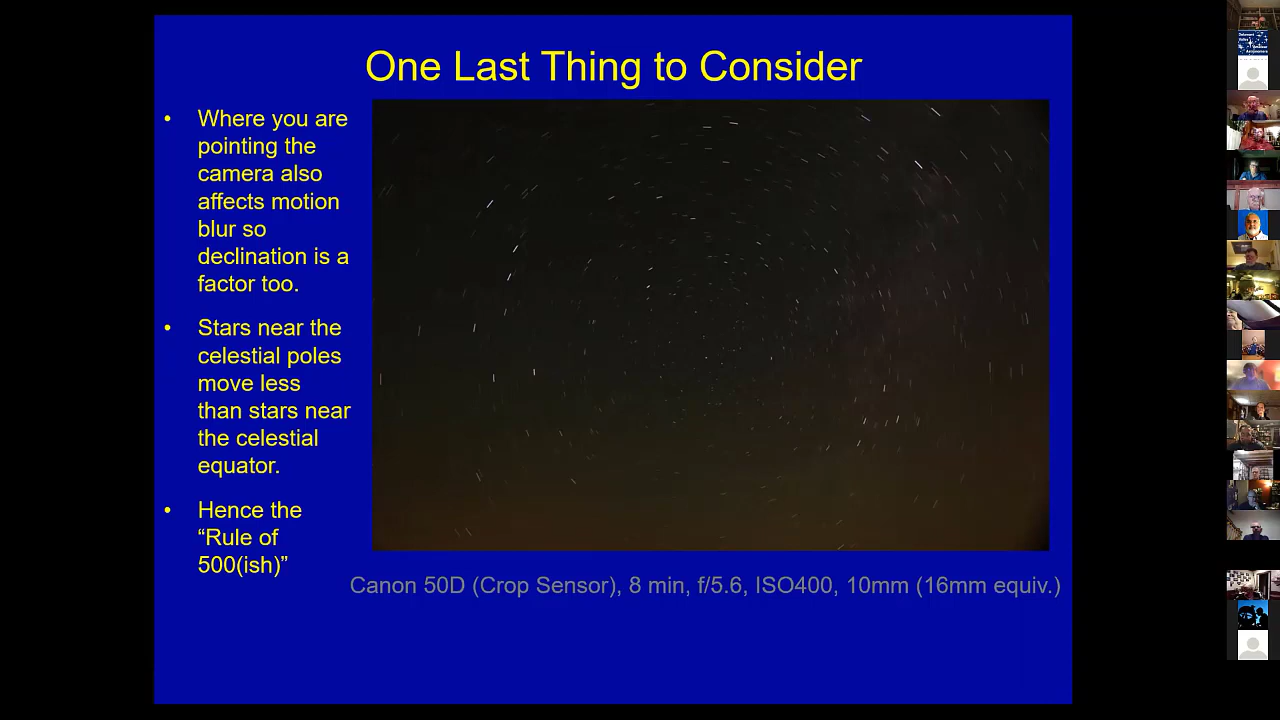 One Last Thing to Consider
• Where you are
pointing the
camera also
affects motion
blur so
declination is a
factor too.
• Stars near the
celestial poles
move less
than stars near
the celestial
equator.
• Hence the
“Rule of
500(ish)”
Canon 50D (Crop Sensor), 8 min, f/5.6, ISO400, 10mm (16mm equiv.)